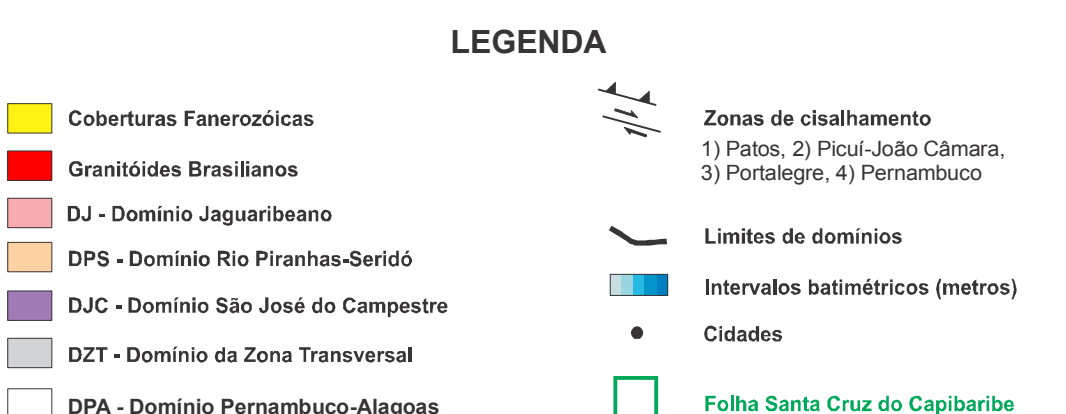 LEGENDA
Coberturas Fanerozóicas
Granitóides Brasilianos
DJ - Domínio Jaguaribeano
DPS - Domínio Rio Piranhas-Seridó
DJC - Domínio São José do Campestre
DZT - Domínio da Zona Transversal
DPA - Domínio Pernambuco-Alagoas
Zonas de cisalhamento
1) Patos, 2) Picuí-João Câmara,
3) Portalegre, 4) Pernambuco
Limites de domínios
Intervalos batimétricos (metros)
Cidades
Folha Santa Cruz do Capibaribe